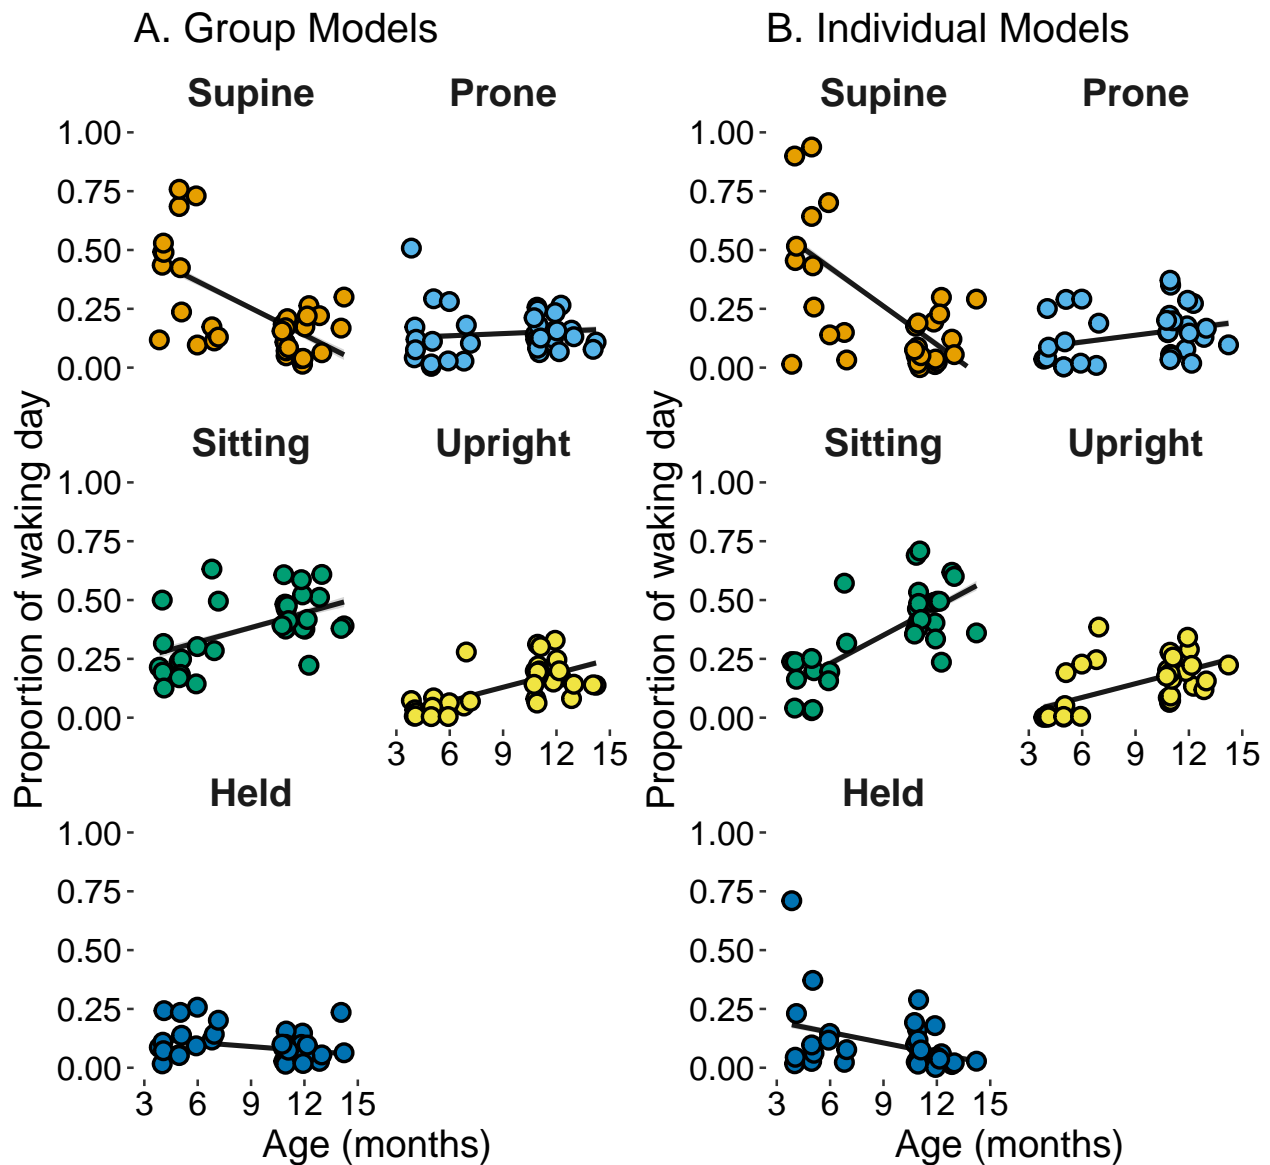 A. Group Models
B. Individual Models
Supine
Prone
Supine
Prone
1.00
0.75
0.50
0.25
0.00
1.00
0.75
0.50
0.25
0.00
Sitting
Upright
Sitting
Upright
1.00
0.75
0.50
0.25
0.00
1.00
0.75
0.50
0.25
0.00
3 6 9 12 15
3 6 9 12 15
Held
Held
1.00
0.75
0.50
0.25
0.00
1.00
0.75
0.50
0.25
0.00
3 6 9 12 15
3 6 9 12 15
Proportion of waking day
Proportion of waking day
Age (months)
Age (months)